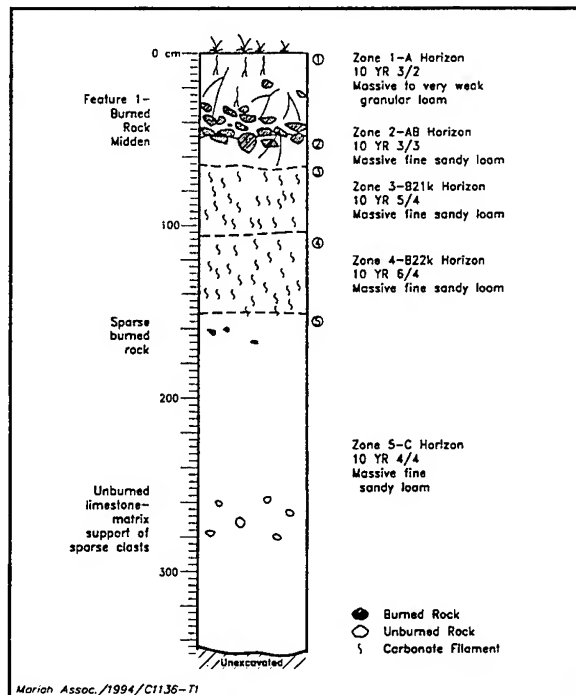 0 cm
Feature 1-
Burned
Rock
Midden
100
Sparse
burned
rock
200
Unburned
limestone-
matrix
support of
sparse clasts
300
Unexcavated
①
②
③
④
⑤
Zone 1-A Horizon
10 YR 3/2
Massive to very weak
granular loam
Zone 2-AB Horizon
10 YR 3/3
Massive fine sandy loam
Zone 3-B21k Horizon
10 YR 5/4
Massive fine sandy loam
Zone 4-B22k Horizon
10 YR 6/4
Massive fine sandy loam
Zone 5-C Horizon
10 YR 4/4
Massive fine
sandy loam
Burned Rock
Unburned Rock
Carbonate Filament
Mariah Assoc./1994/C1136-T1